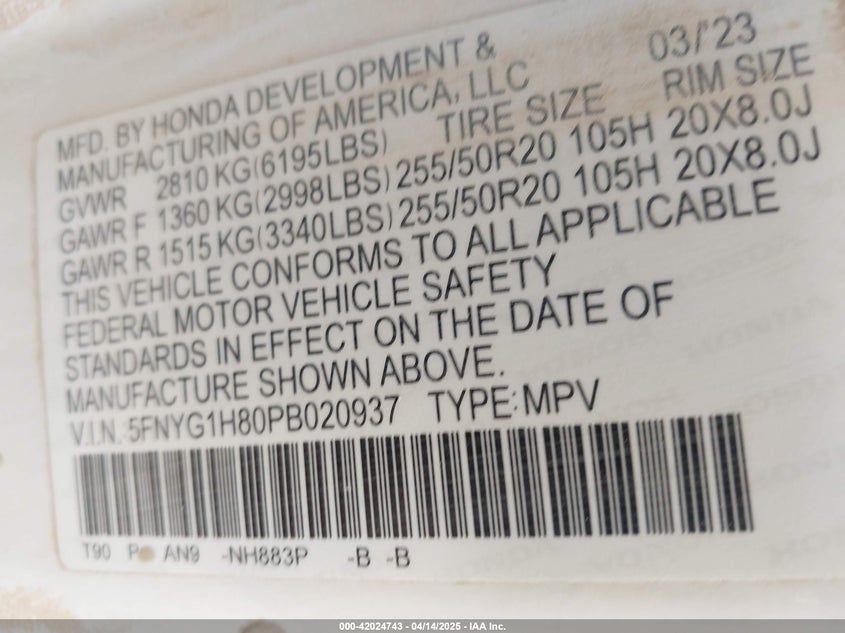 03/'23
MFD. BY HONDA DEVELOPMENT &
MANUFACTURING OF AMERICA, LLC
TIRE SIZE RIM SIZE
GVWR 2810 KG(6195LBS)
GAWR F 1360 KG(2998LBS) 255/50R20 105H 20X8.0J
GAWR R 1515 KG(3340LBS) 255/50R20 105H 20X8.0J
THIS VEHICLE CONFORMS TO ALL APPLICABLE
FEDERAL MOTOR VEHICLE SAFETY
STANDARDS IN EFFECT ON THE DATE OF
MANUFACTURE SHOWN ABOVE.
V.I.N.:5FNYG1H80PB020937 TYPE:MPV
T90 AN9 -NH883P -B -B
000-42024743 - 04/14/2025 - IAA Inc.